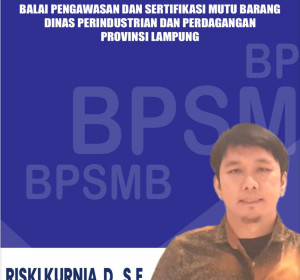 BALAI PENGAWASAN DAN SERTIFIKASI MUTU BARANG
DINAS PERINDUSTRIAN DAN PERDAGANGAN
PROVINSI LAMPUNG
BP
BPSM
BPSMB
RISKI KURNIA. D., S.E